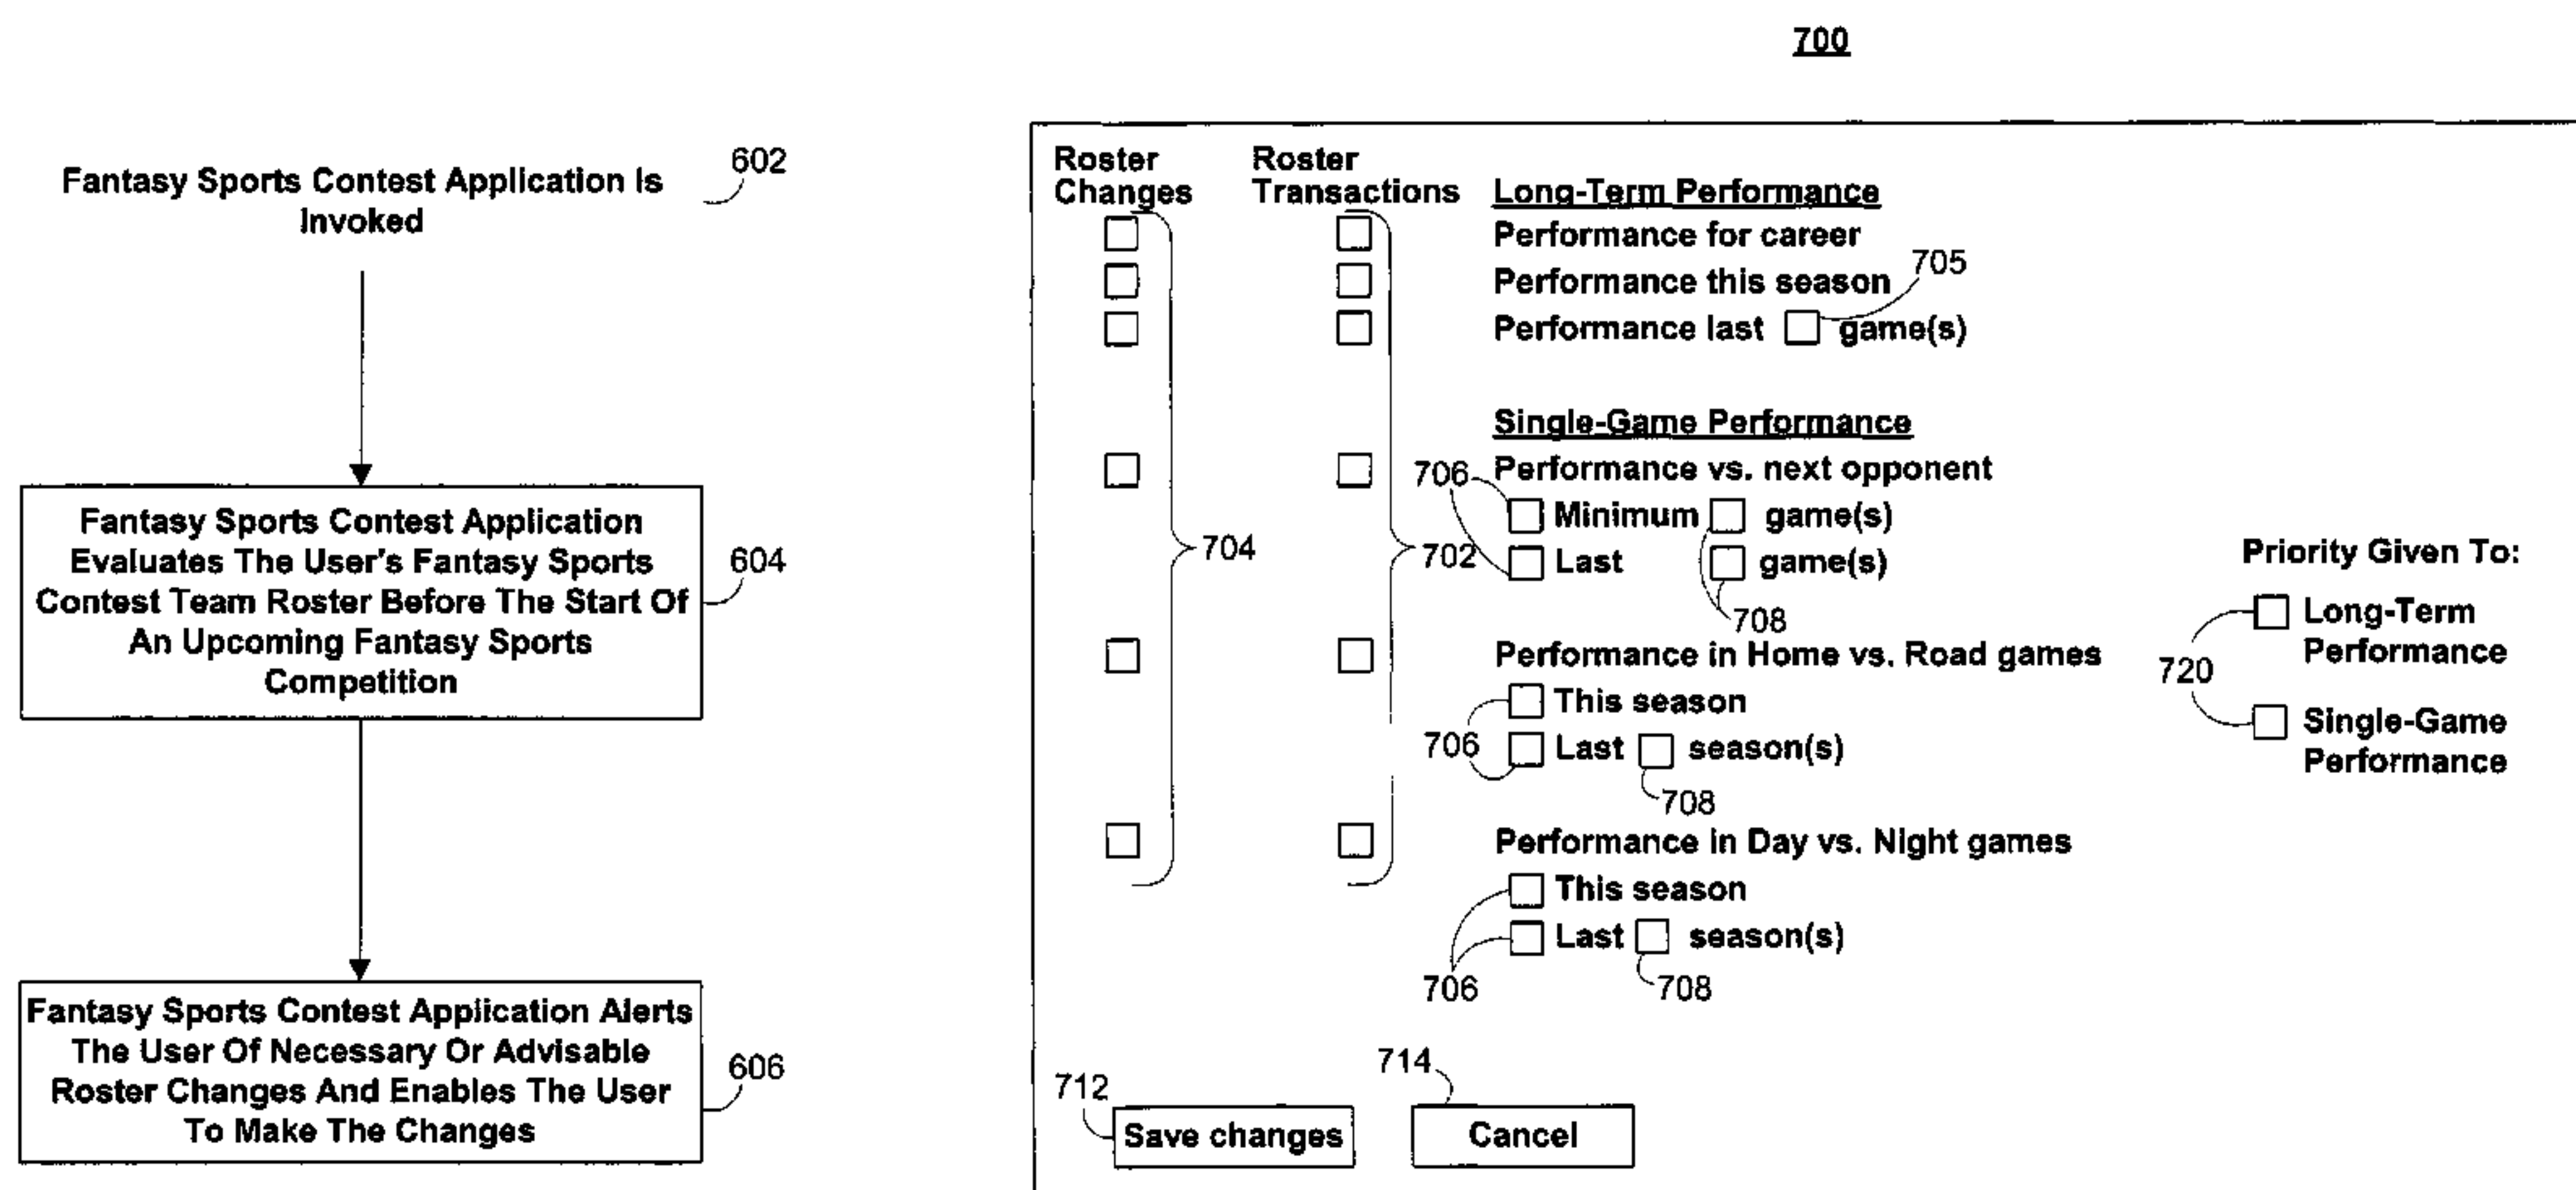 Fantasy Sports Contest Application Is
Invoked
602
Fantasy Sports Contest Application
Evaluates The User's Fantasy Sports
Contest Team Roster Before The Start Of
An Upcoming Fantasy Sports
Competition
604
Fantasy Sports Contest Application Alerts
The User Of Necessary Or Advisable
Roster Changes And Enables The User
To Make The Changes
606
700
Roster
Changes
Roster
Transactions
704
702
Long-Term Performance
Performance for career
Performance this season
705
Performance last game(s)
Single-Game Performance
Performance vs. next opponent
706
Minimum game(s)
Last game(s)
708
Performance in Home vs. Road games
This season
706
Last season(s)
708
Performance in Day vs. Night games
This season
Last season(s)
706
708
Priority Given To:
Long-Term
Performance
720
Single-Game
Performance
712
Save changes
714
Cancel